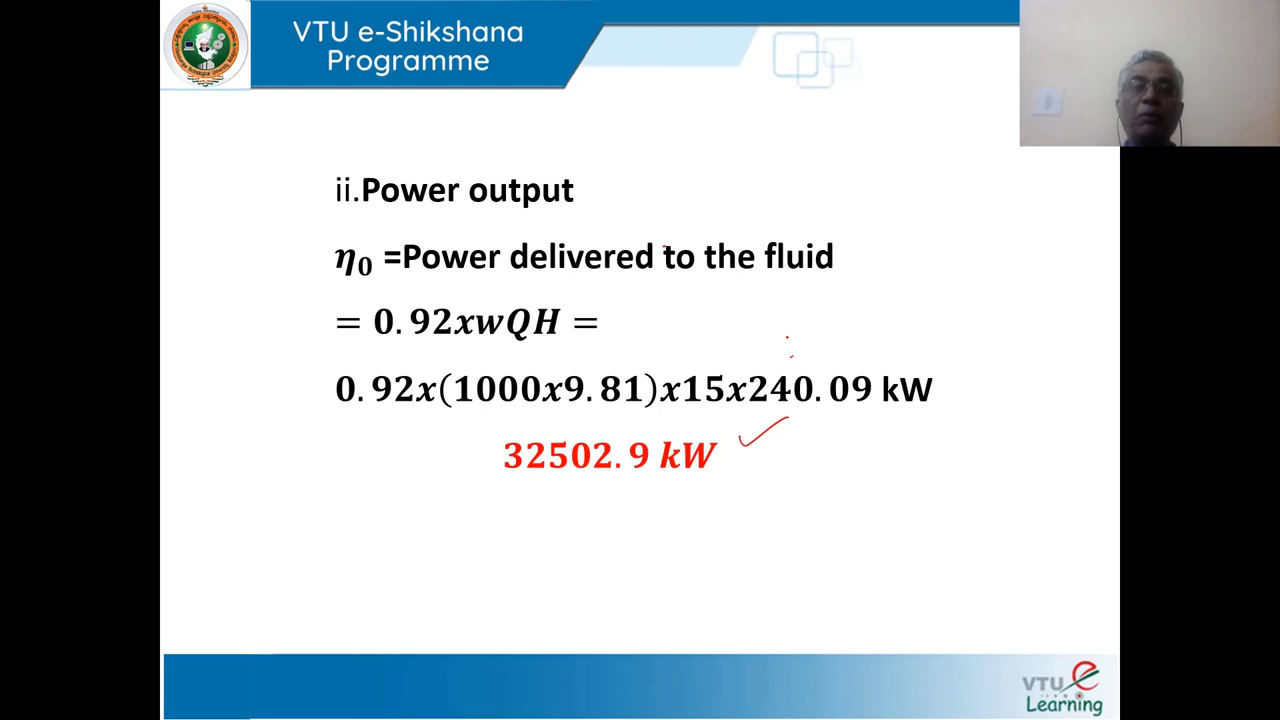 VTU e-Shikshana
Programme
ii.Power output
η₀ =Power delivered to the fluid
= 0.92xwQH =
0.92x(1000x9.81)x15x240.09 kW
32502.9 kW
VTU e
Learning